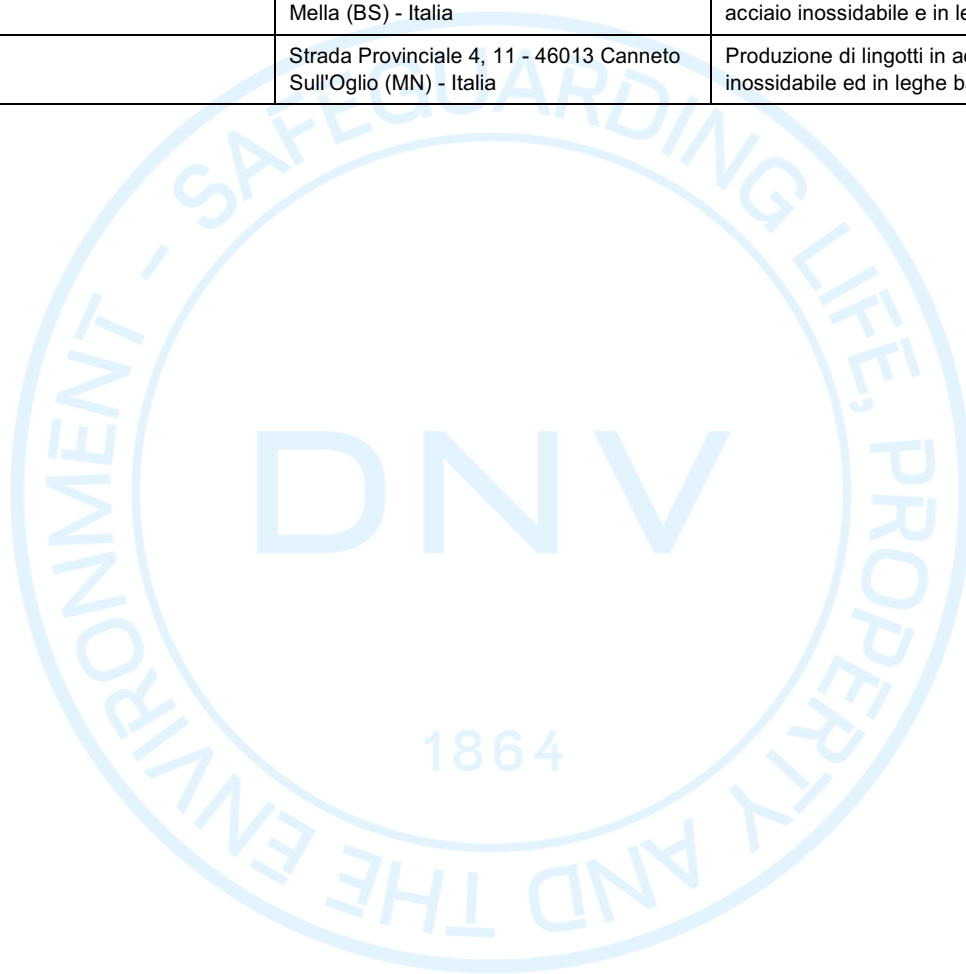 Mella (BS) - Italia
acciaio inossidabile e in
Strada Provinciale 4, 11 - 46013 Canneto
Sull'Oglio (MN) - Italia
Produzione di lingotti in
inossidabile ed in leghe
SAFEGUARDING LIFE, PROPERTY AND THE ENVIRONMENT -
DNV
1864